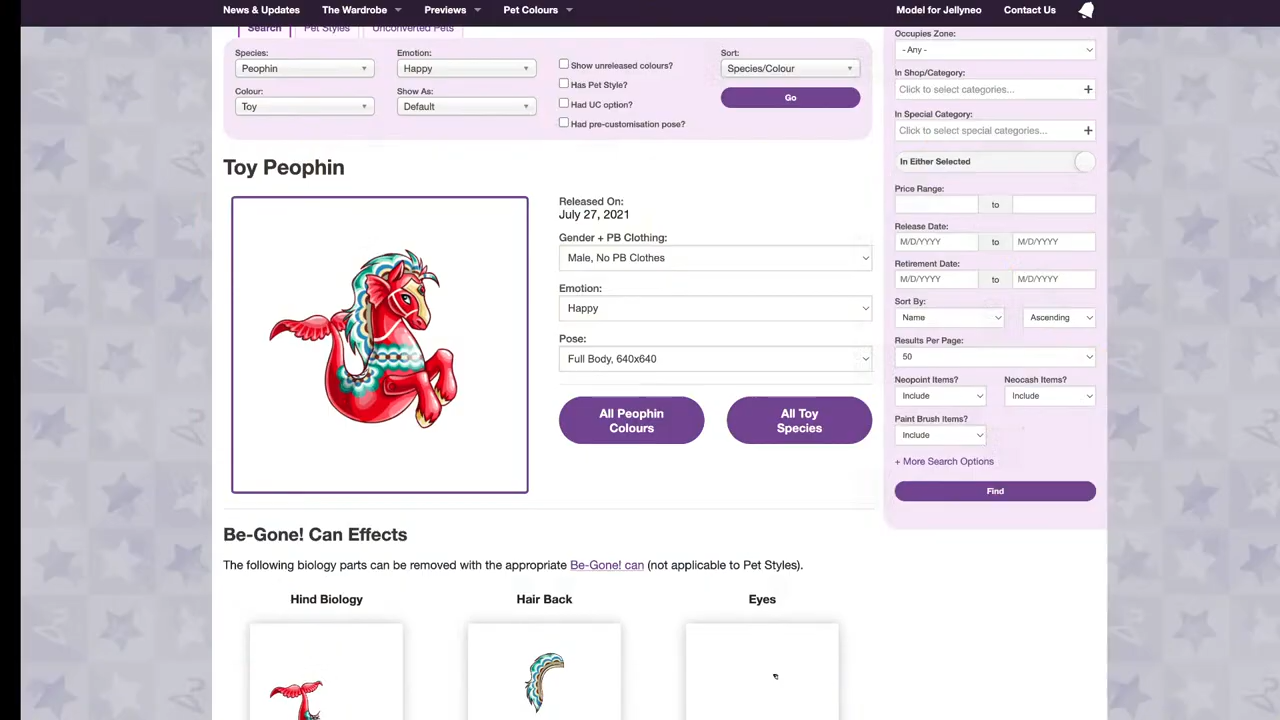 News & Updates
The Wardrobe
Previews
Pet Colours
Model for Jellyneo
Contact Us
Search
Pet Styles
Unconverted Pets
Species:
Peophin
Emotion:
Happy
Show unreleased colours?
Has Pet Style?
Had UC option?
Had pre-customisation pose?
Sort:
Species/Colour
Colour:
Toy
Show As:
Default
Go
Toy Peophin
Released On:
July 27, 2021
Gender + PB Clothing:
Male, No PB Clothes
Emotion:
Happy
Pose:
Full Body, 640x640
All Peophin
Colours
All Toy
Species
Be-Gone! Can Effects
The following biology parts can be removed with the appropriate Be-Gone! can (not applicable to Pet Styles).
Hind Biology
Hair Back
Eyes
Occupies Zone:
- Any -
In Shop/Category:
Click to select categories...
In Special Category:
Click to select special categories...
In Either Selected
Price Range:
to
Release Date:
M/D/YYYY to M/D/YYYY
Retirement Date:
M/D/YYYY to M/D/YYYY
Sort By:
Name
Ascending
Results Per Page:
50
Neopoint Items?
Include
Neocash Items?
Include
Paint Brush Items?
Include
+ More Search Options
Find